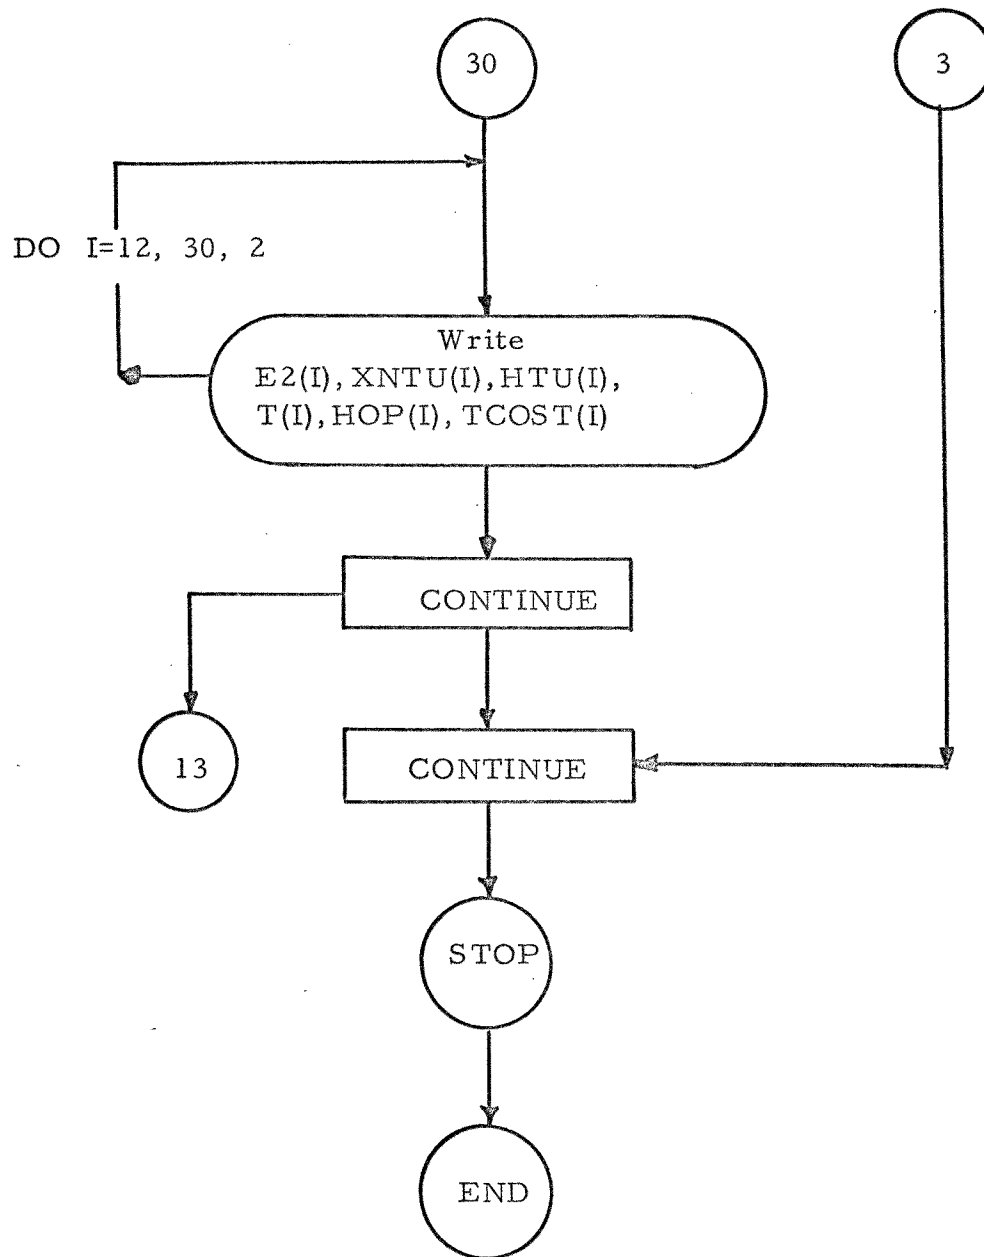 30
3
DO I=12, 30, 2
Write
E2(I), XNTU(I), HTU(I),
T(I), HOP(I), TCOST(I)
CONTINUE
13
CONTINUE
STOP
END